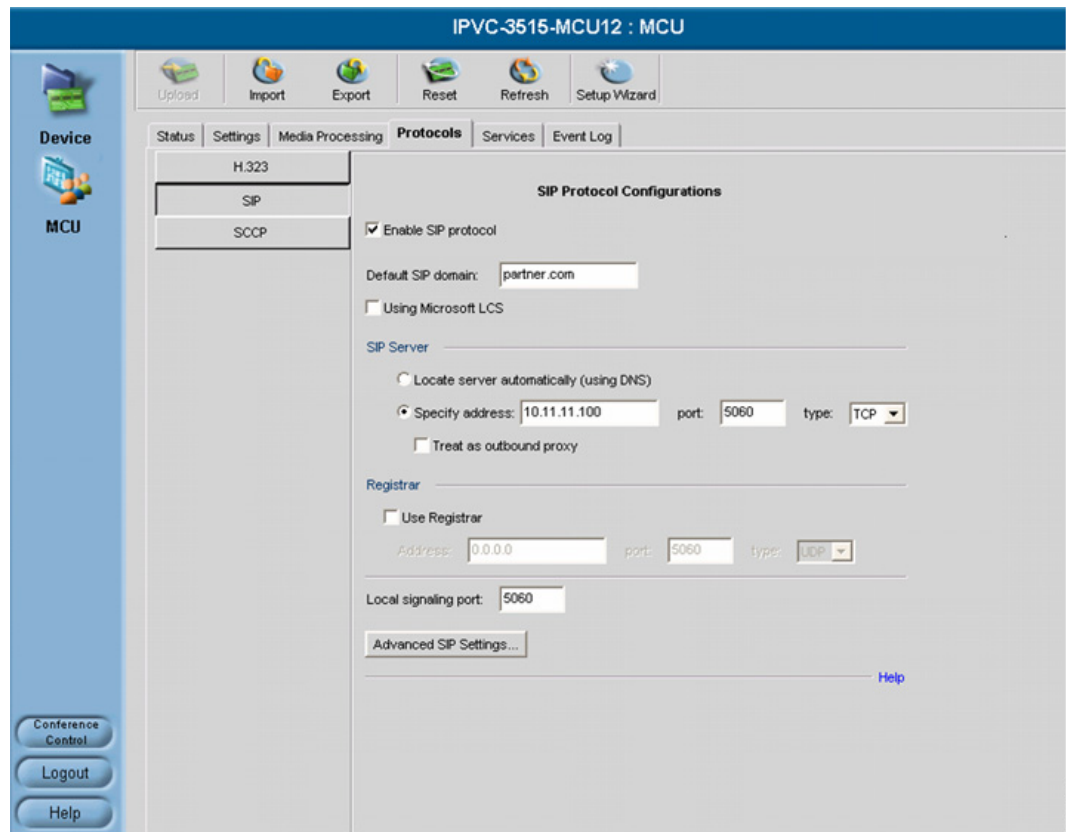 IPVC-3515-MCU12 : MCU
Upload Import Export Reset Refresh Setup Wizard
Device
Status Settings Media Processing Protocols Services Event Log
H.323
SIP
SCCP
MCU
SIP Protocol Configurations
Enable SIP protocol
Default SIP domain: partner.com
Using Microsoft LCS
SIP Server
Locate server automatically (using DNS)
Specify address: 10.11.11.100 port: 5060 type: TCP
Treat as outbound proxy
Registrar
Use Registrar
Address: 0.0.0.0 port: 5060 type: UDP
Local signaling port: 5060
Advanced SIP Settings...
Help
Conference
Control
Logout
Help